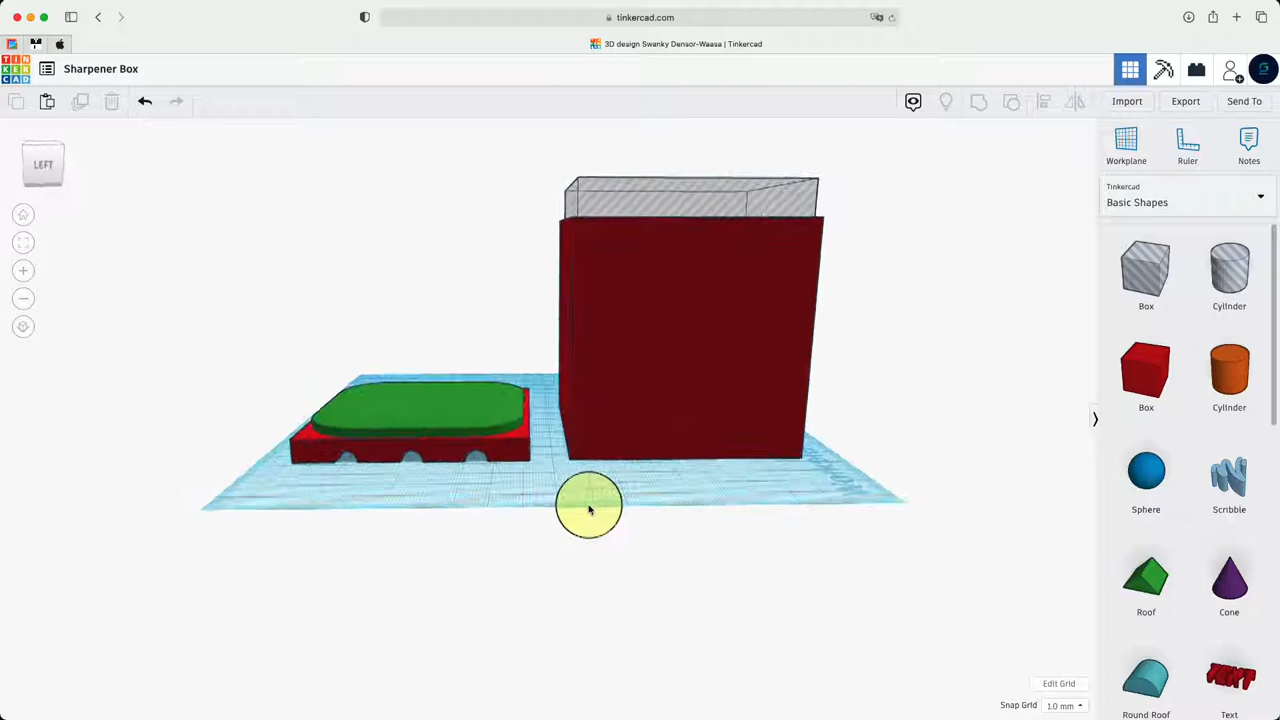 tinkercad.com
3D design Swanky Densor-Waasa | Tinkercad
TIN
KER
CAD
Sharpener Box
Import
Export
Send To
LEFT
Workplane
Ruler
Notes
Tinkercad
Basic Shapes
Box
Cylinder
Box
Cylinder
Sphere
Scribble
Roof
Cone
TEXT
Round Roof
Text
Edit Grid
Snap Grid
1.0 mm